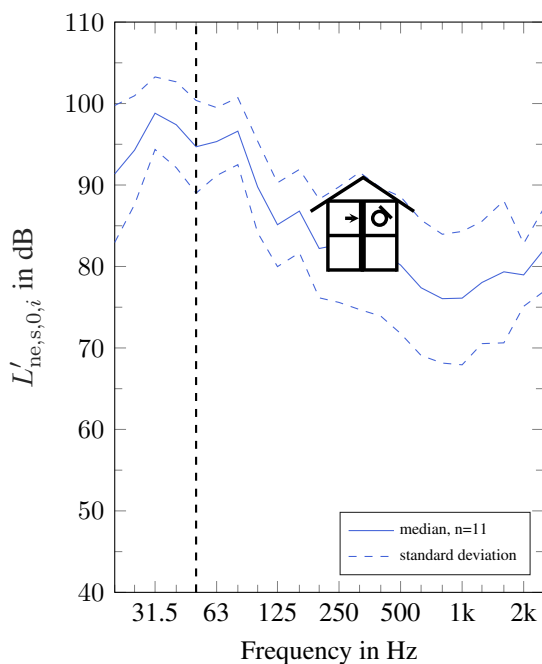 110
100
90
80
70
60
50
40
L′ne,s,0,i in dB
31.5 63 125 250 500 1k 2k
Frequency in Hz
median, n=11
standard deviation